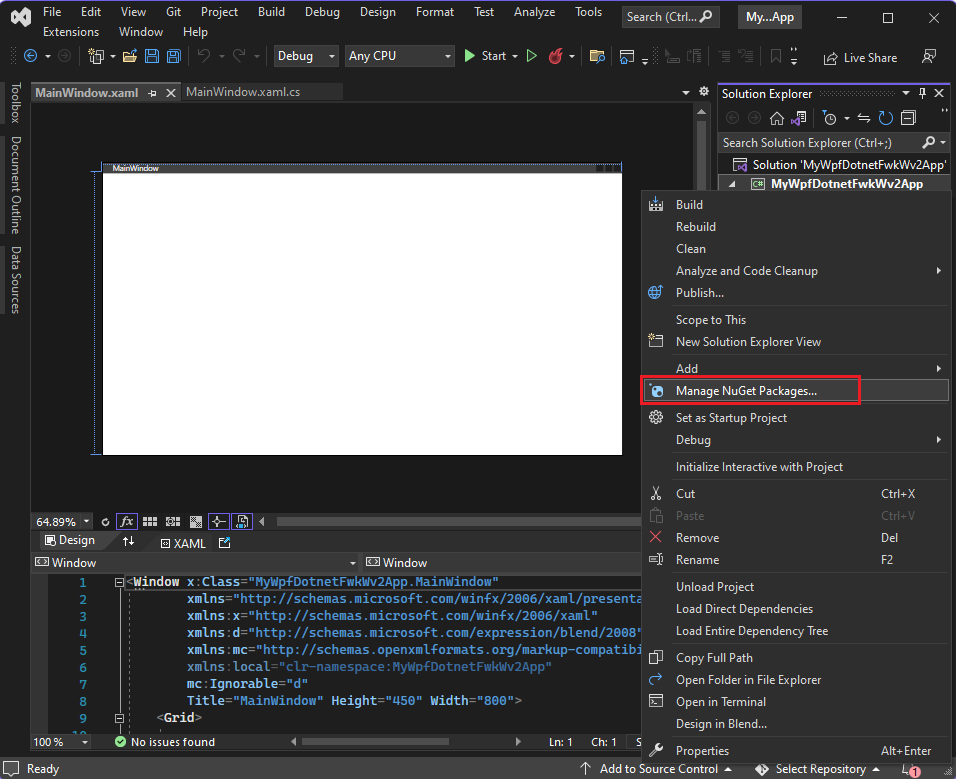 File Edit View Git Project Build Debug Design Format Test Analyze Tools Search (Ctrl... My...App
Extensions Window Help
Debug Any CPU Start Live Share
MainWindow.xaml MainWindow.xaml.cs
Toolbox
Document Outline
Data Sources
Solution Explorer
Search Solution Explorer (Ctrl+;)
Solution 'MyWpfDotnetFwkWv2App'
C# MyWpfDotnetFwkWv2App
MainWindow
Build
Rebuild
Clean
Analyze and Code Cleanup
Publish...
Scope to This
New Solution Explorer View
Add
Manage NuGet Packages...
Set as Startup Project
Debug
Initialize Interactive with Project
Cut Ctrl+X
Paste Ctrl+V
Remove Del
Rename F2
Unload Project
Load Direct Dependencies
Load Entire Dependency Tree
Copy Full Path
Open Folder in File Explorer
Open in Terminal
Design in Blend...
Properties Alt+Enter
64.89% fx
Design XAML
Window Window
1 <Window x:Class="MyWpfDotnetFwkWv2App.MainWindow"
2 xmlns="http://schemas.microsoft.com/winfx/2006/xaml/presenta
3 xmlns:x="http://schemas.microsoft.com/winfx/2006/xaml"
4 xmlns:d="http://schemas.microsoft.com/expression/blend/2008"
5 xmlns:mc="http://schemas.openxmlformats.org/markup-compatibi
6 xmlns:local="clr-namespace:MyWpfDotnetFwkWv2App"
7 mc:Ignorable="d"
8 Title="MainWindow" Height="450" Width="800">
9 <Grid>
100 % No issues found Ln: 1 Ch: 1 S
Ready Add to Source Control Select Repository 1